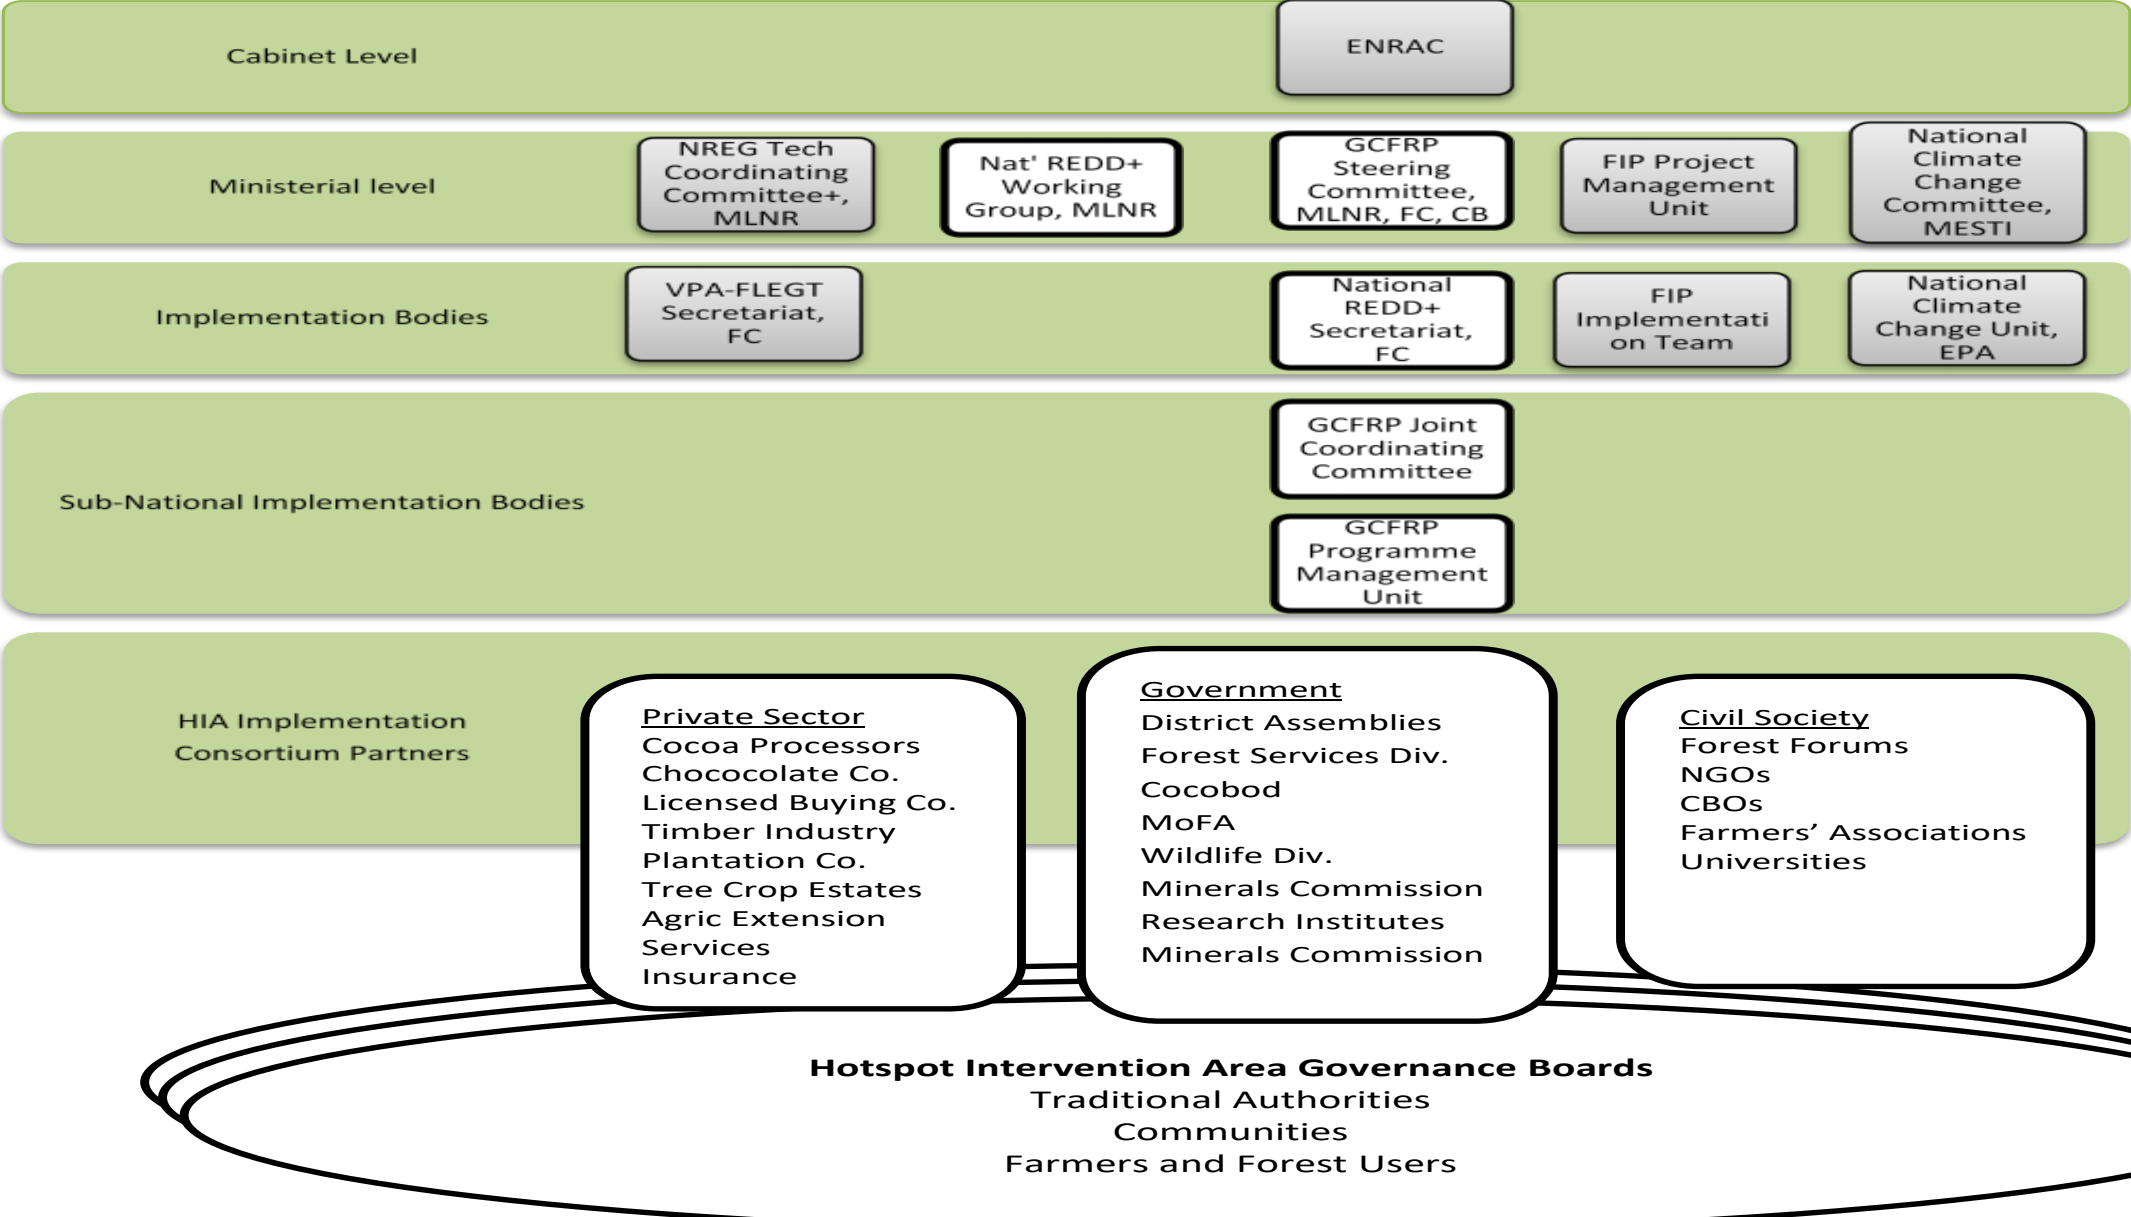 Cabinet Level
ENRAC
Ministerial level
NREG Tech
Coordinating
Committee+,
MLNR
Nat' REDD+
Working
Group, MLNR
GCFRP
Steering
Committee,
MLNR, FC, CB
FIP Project
Management
Unit
National
Climate
Change
Committee,
MESTI
Implementation Bodies
VPA-FLEGT
Secretariat,
FC
National
REDD+
Secretariat,
FC
FIP
Implementati
on Team
National
Climate
Change Unit,
EPA
Sub-National Implementation Bodies
GCFRP Joint
Coordinating
Committee
GCFRP
Programme
Management
Unit
HIA Implementation
Consortium Partners
Private Sector
Cocoa Processors
Chococolate Co.
Licensed Buying Co.
Timber Industry
Plantation Co.
Tree Crop Estates
Agric Extension
Services
Insurance
Government
District Assemblies
Forest Services Div.
Cocobod
MoFA
Wildlife Div.
Minerals Commission
Research Institutes
Minerals Commission
Civil Society
Forest Forums
NGOs
CBOs
Farmers’ Associations
Universities
Hotspot Intervention Area Governance Boards
Traditional Authorities
Communities
Farmers and Forest Users